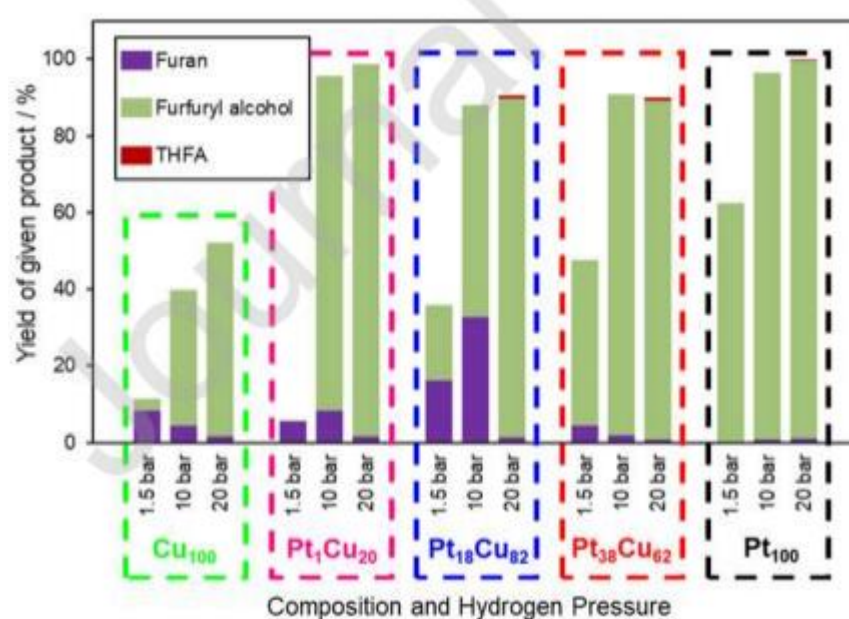 Journal
Yield of given product / %
100
80
60
40
20
0
Furan
Furfuryl alcohol
THFA
1.5 bar
10 bar
20 bar
1.5 bar
10 bar
20 bar
1.5 bar
10 bar
20 bar
1.5 bar
10 bar
20 bar
1.5 bar
10 bar
20 bar
Cu₁₀₀
Pt₁Cu₂₀
Pt₁₈Cu₈₂
Pt₃₈Cu₆₂
Pt₁₀₀
Composition and Hydrogen Pressure